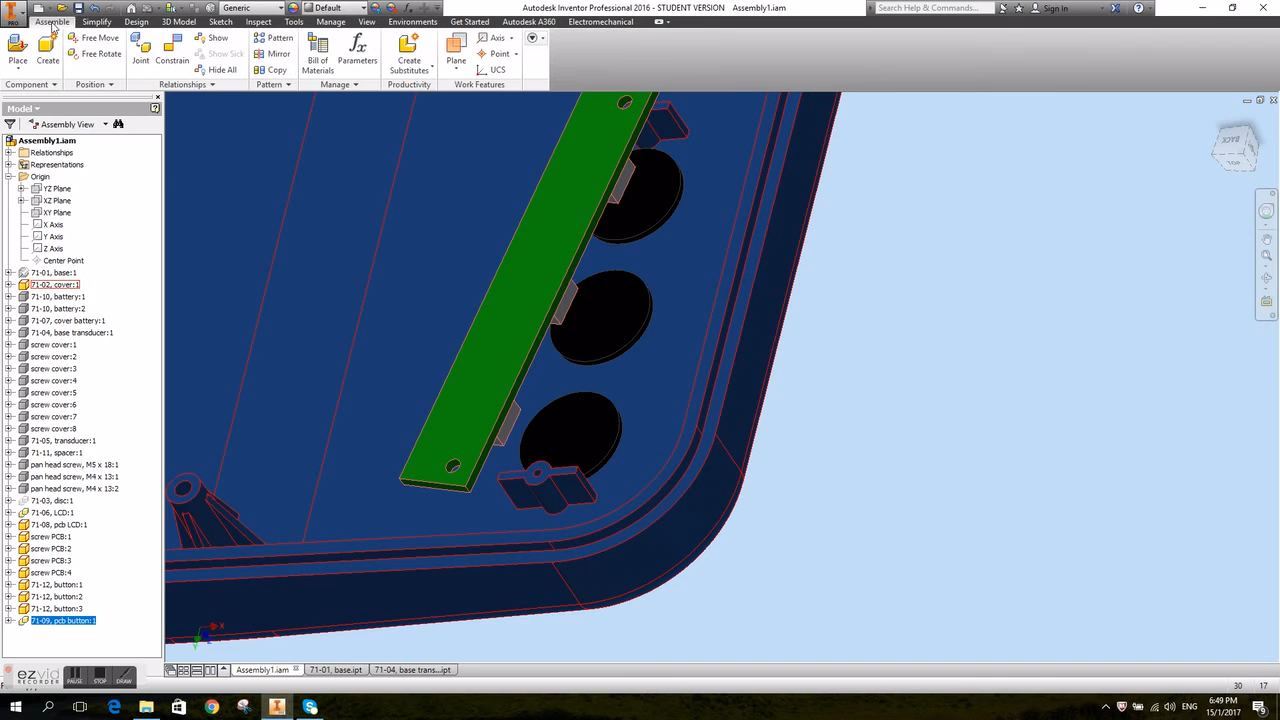 Generic
Default
Autodesk Inventor Professional 2016 - STUDENT VERSION Assembly1.iam
Search Help & Commands...
Sign In
PRO
Assemble Simplify Design 3D Model Sketch Inspect Tools Manage View Environments Get Started Autodesk A360 Electromechanical
Place
Create
Free Move
Free Rotate
Joint
Constrain
Show
Show Sick
Hide All
Pattern
Mirror
Copy
Bill of
Materials
Parameters
Create
Substitutes
Plane
Axis
Point
UCS
Component Position Relationships Pattern Manage Productivity Work Features
Model
Assembly View
Assembly1.iam
Relationships
Representations
Origin
YZ Plane
XZ Plane
XY Plane
X Axis
Y Axis
Z Axis
Center Point
71-01, base:1
71-02, cover:1
71-10, battery:1
71-10, battery:2
71-07, cover battery:1
71-04, base transducer:1
screw cover:1
screw cover:2
screw cover:3
screw cover:4
screw cover:5
screw cover:6
screw cover:7
screw cover:8
71-05, transducer:1
71-11, spacer:1
pan head screw, M5 x 18:1
pan head screw, M4 x 13:1
pan head screw, M4 x 13:2
71-03, disc:1
71-06, LCD:1
71-08, pcb LCD:1
screw PCB:1
screw PCB:2
screw PCB:3
screw PCB:4
71-12, button:1
71-12, button:2
71-12, button:3
71-09, pcb button:1
BACK
x
ezvid
RECORDER
PAUSE
STOP
DRAW
Assembly1.iam
71-01, base.ipt
71-04, base trans...ipt
30 17
6:49 PM
15/1/2017